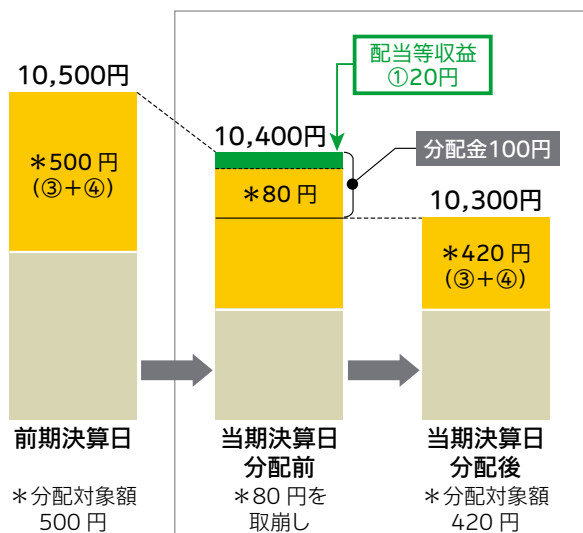 配当等収益
①20円
10,500円
10,400円
分配金100円
＊500 円
(③＋④)
＊80 円
10,300円
＊420 円
(③＋④)
前期決算日
＊分配対象額
500 円
当期決算日
分配前
＊80 円を
取崩し
当期決算日
分配後
＊分配対象額
420 円